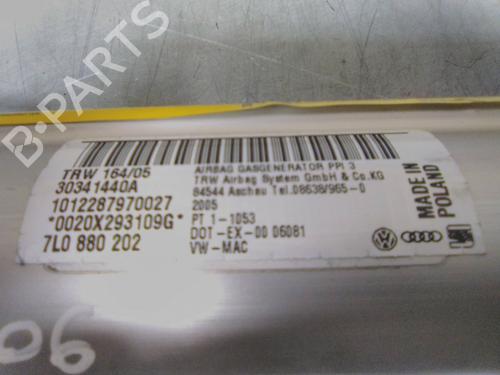 B-PARTS
TRW 164/05
30341440A
1012287970027
*0020X293109G*
7L0 880 202
AIRBAG GASGENERATOR PPI 3
TRW Airbag System GmbH & Co.KG
84544 Aschau Tel.08638/965-0
2005
PT 1-1053
DOT-EX-00 06081
VW-MAC
MADE IN
POLAND
06